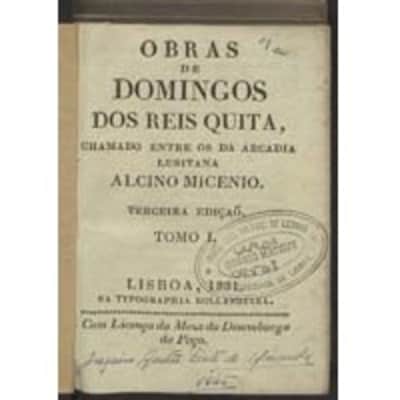 OBRAS
DE
DOMINGOS
DOS REIS QUITA,
CHAMADO ENTRE OS DA ARCADIA
LUSITANA
ALCINO MICENIO.
TERCEIRA EDIÇAÕ.
TOMO I.
LISBOA, 1831.
NA TYPOGRAPHIA ROLLANDIANA.
Com Licença da Meza do Desembargo
do Paço.